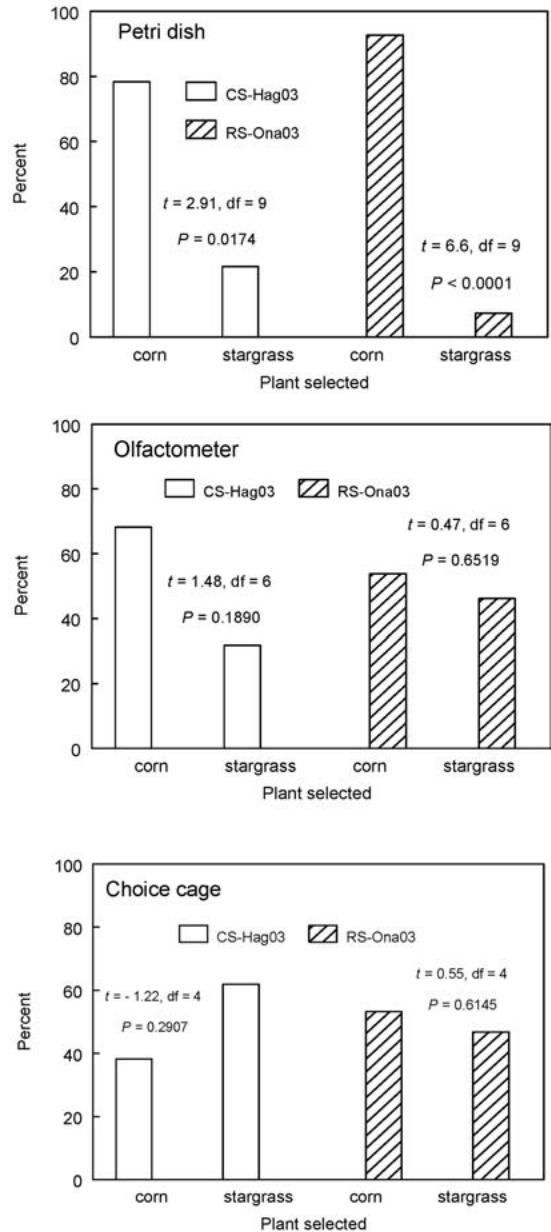 Petri dish
100
80
60
40
20
0
Percent
CS-Hag03
RS-Ona03
t = 2.91, df = 9
P = 0.0174
t = 6.6, df = 9
P < 0.0001
corn stargrass corn stargrass
Plant selected
Olfactometer
100
80
60
40
20
0
Percent
CS-Hag03 RS-Ona03
t = 1.48, df = 6
P = 0.1890
t = 0.47, df = 6
P = 0.6519
corn stargrass corn stargrass
Plant selected
Choice cage
100
80
60
40
20
0
Percent
CS-Hag03 RS-Ona03
t = - 1.22, df = 4
P = 0.2907
t = 0.55, df = 4
P = 0.6145
corn stargrass corn stargrass
Plant selected